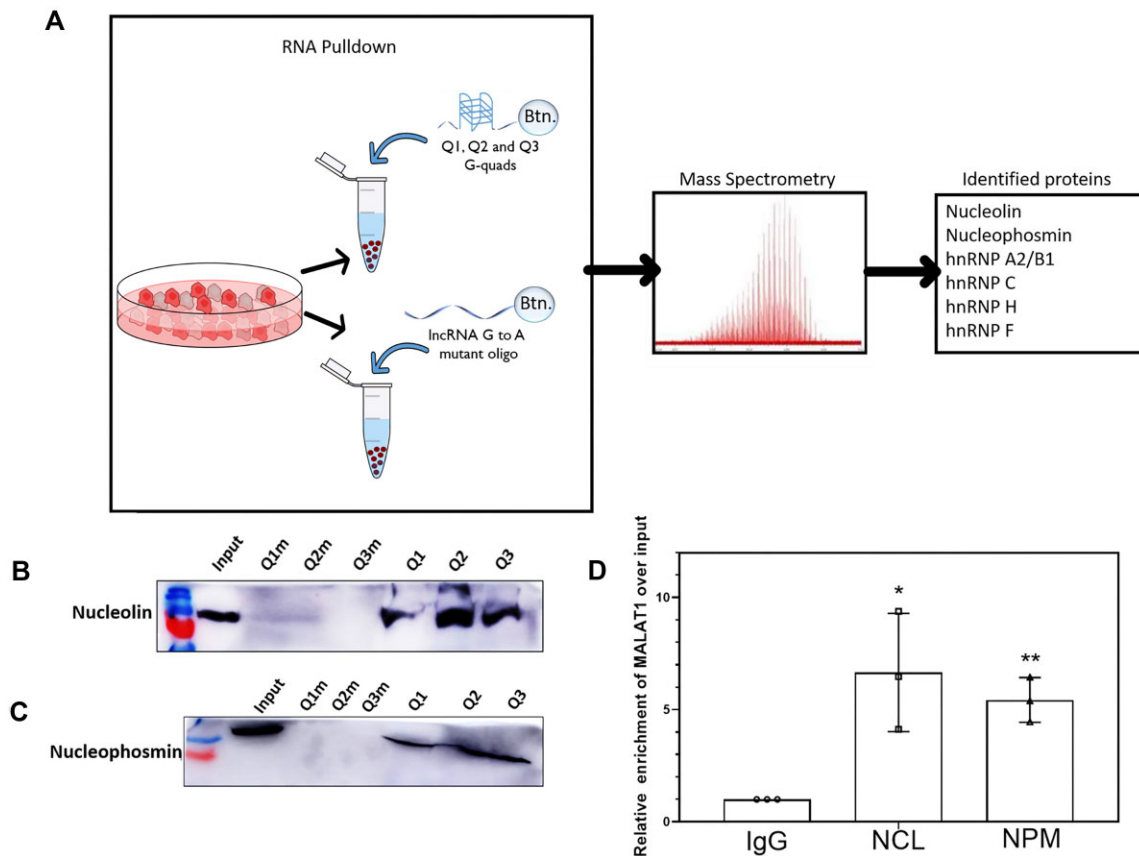 A
RNA Pulldown
Btn.
Q1, Q2 and Q3
G-quads
Btn.
lncRNA G to A
mutant oligo
Mass Spectrometry
Identified proteins
Nucleolin
Nucleophosmin
hnRNP A2/B1
hnRNP C
hnRNP H
hnRNP F
B
Input Q1m Q2m Q3m Q1 Q2 Q3
Nucleolin
C
Input Q1m Q2m Q3m Q1 Q2 Q3
Nucleophosmin
D
Relative enrichment of MALAT1 over input
10
5
0
*
**
IgG NCL NPM